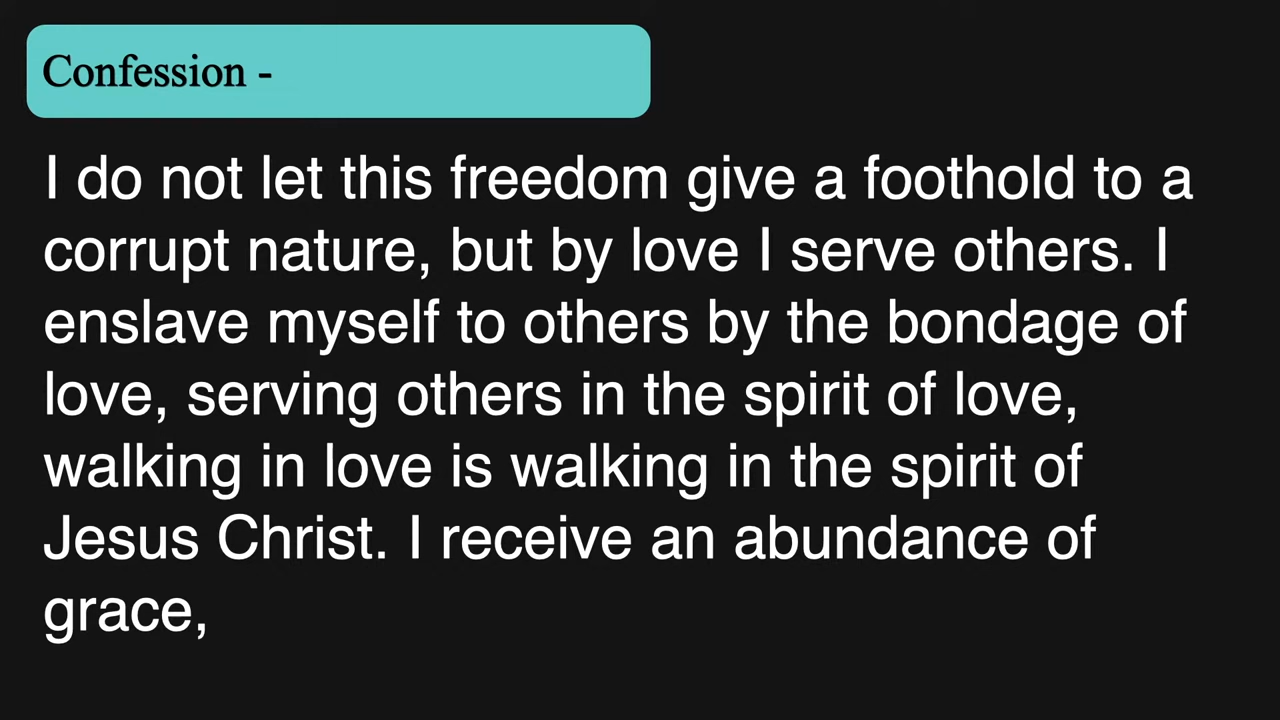 Confession -
I do not let this freedom give a foothold to a
corrupt nature, but by love I serve others. I
enslave myself to others by the bondage of
love, serving others in the spirit of love,
walking in love is walking in the spirit of
Jesus Christ. I receive an abundance of
grace,